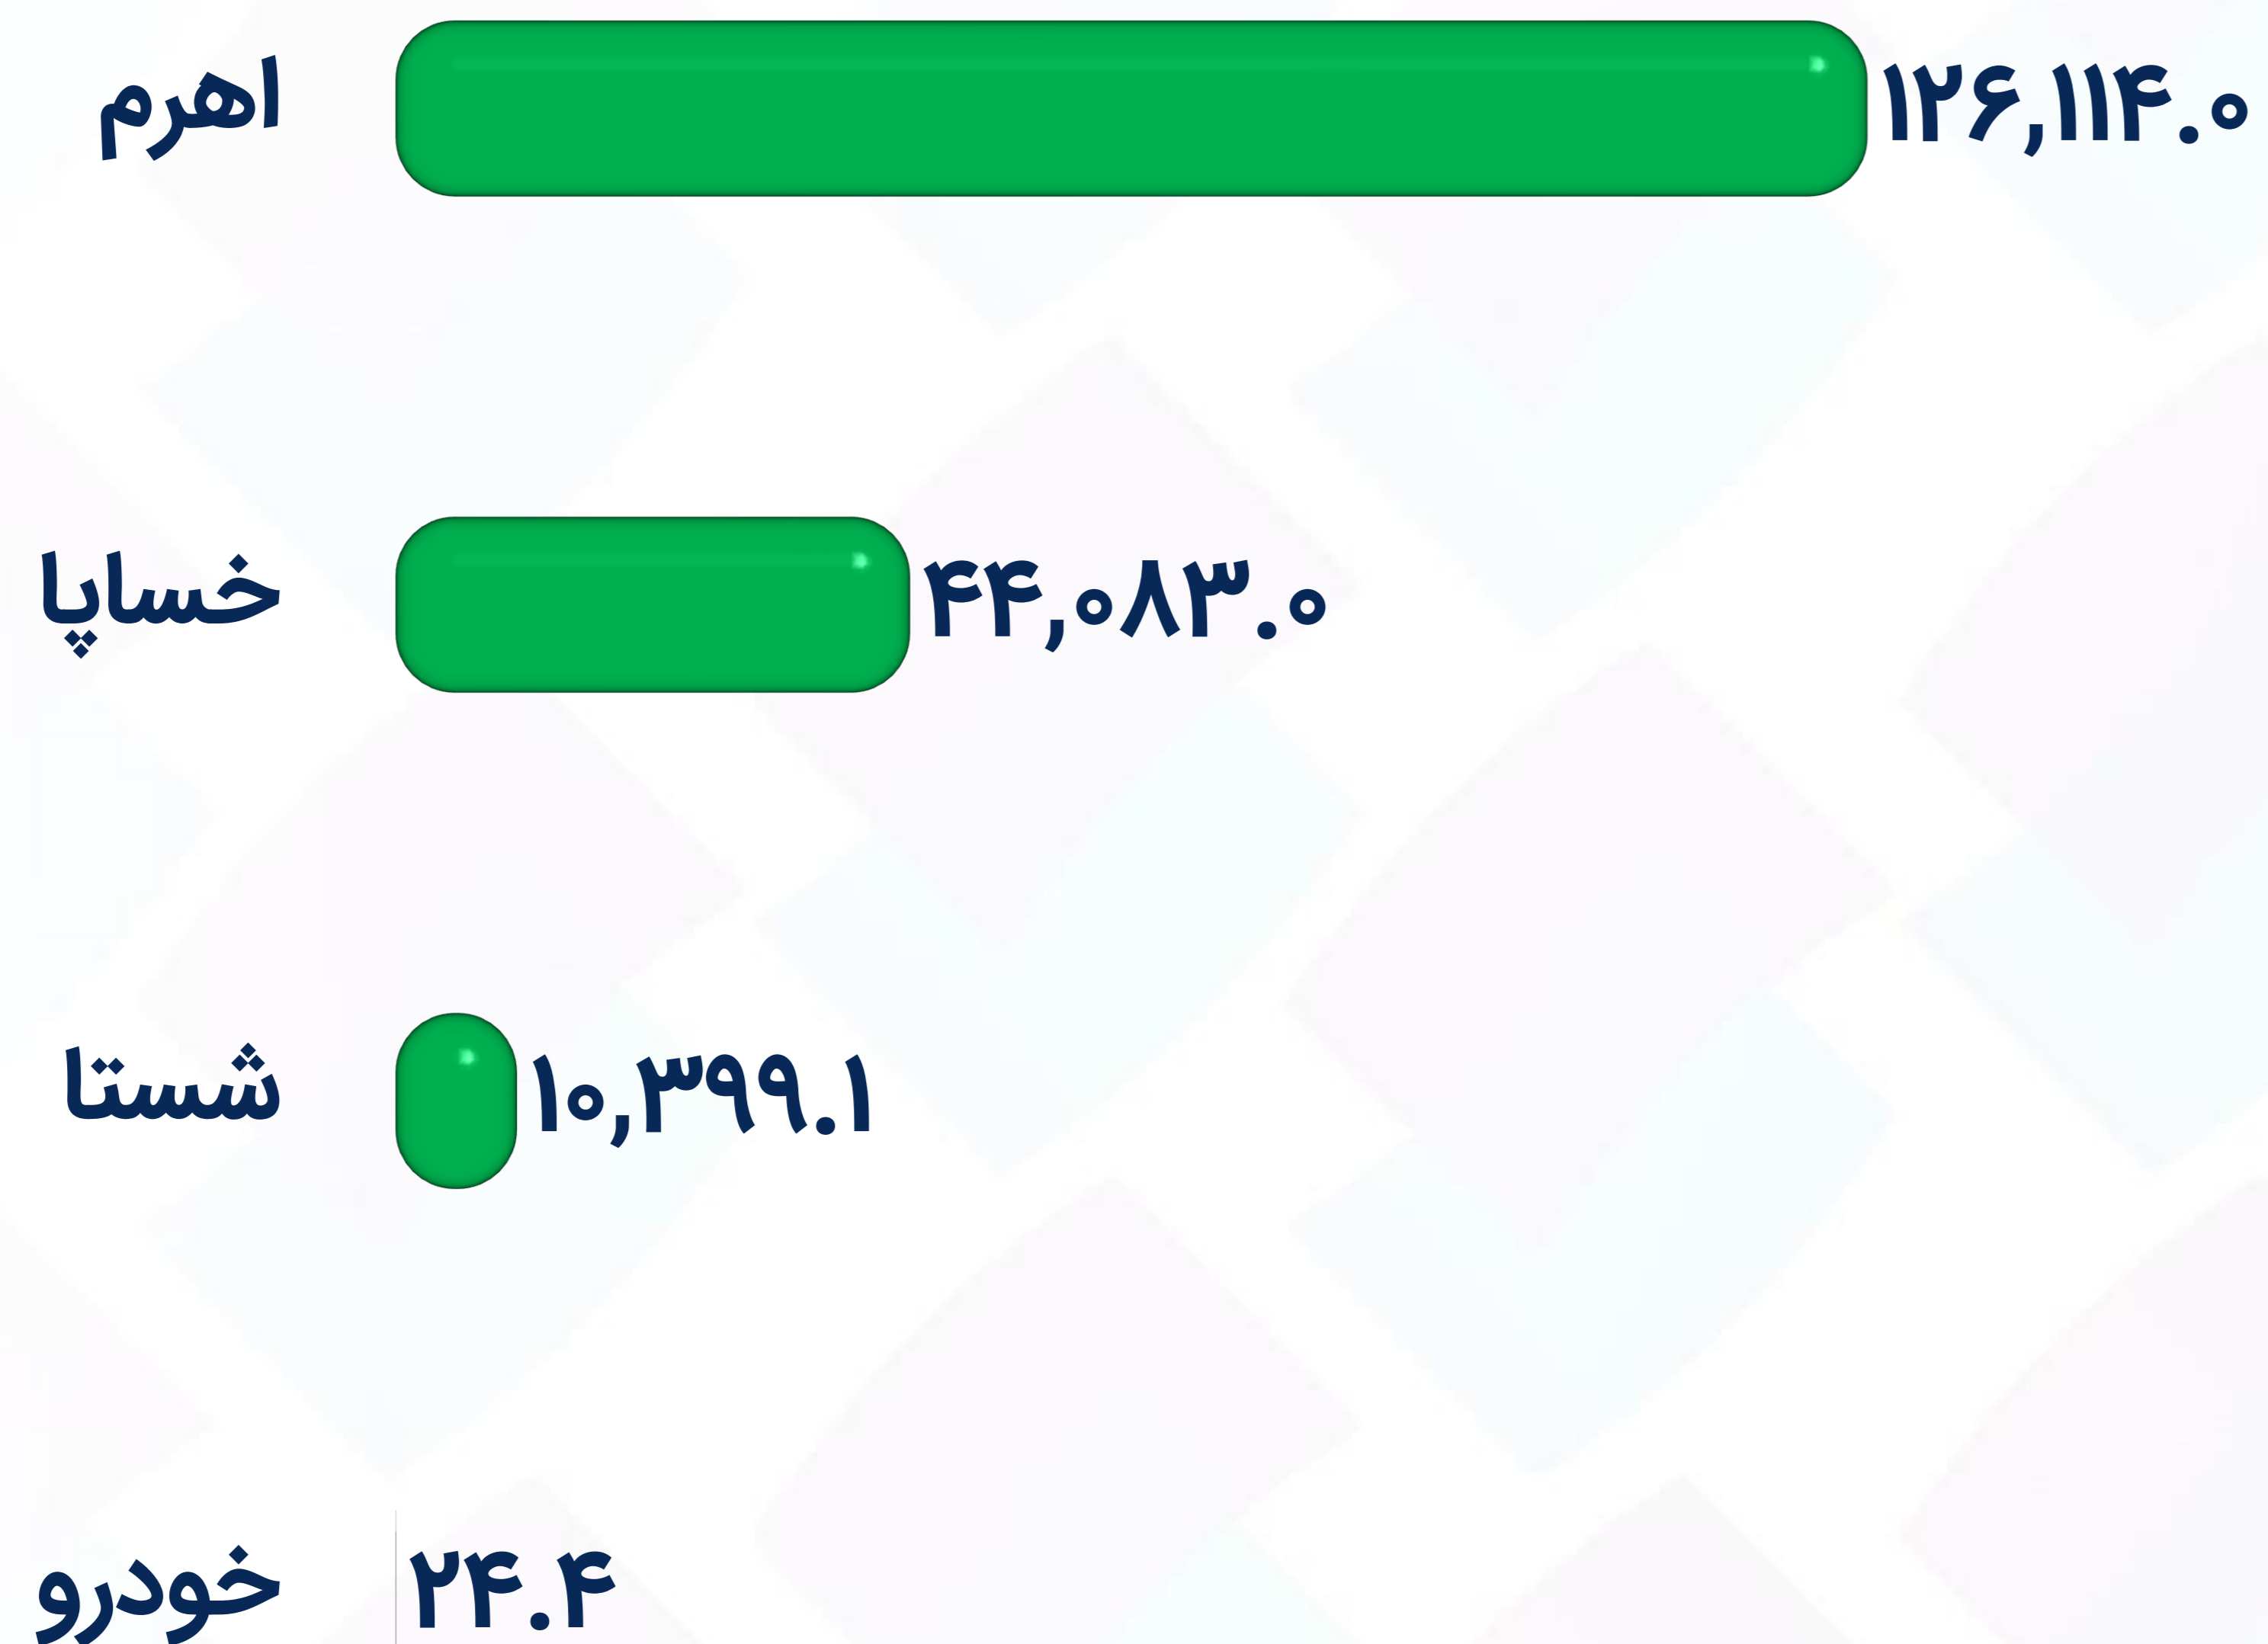 اهرم ۱۲۶,۱۱۴.۰
خساپا ۴۴,۰۸۳.۰
شستا ۱۰,۳۹۹.۱
خودرو ۲۴.۴